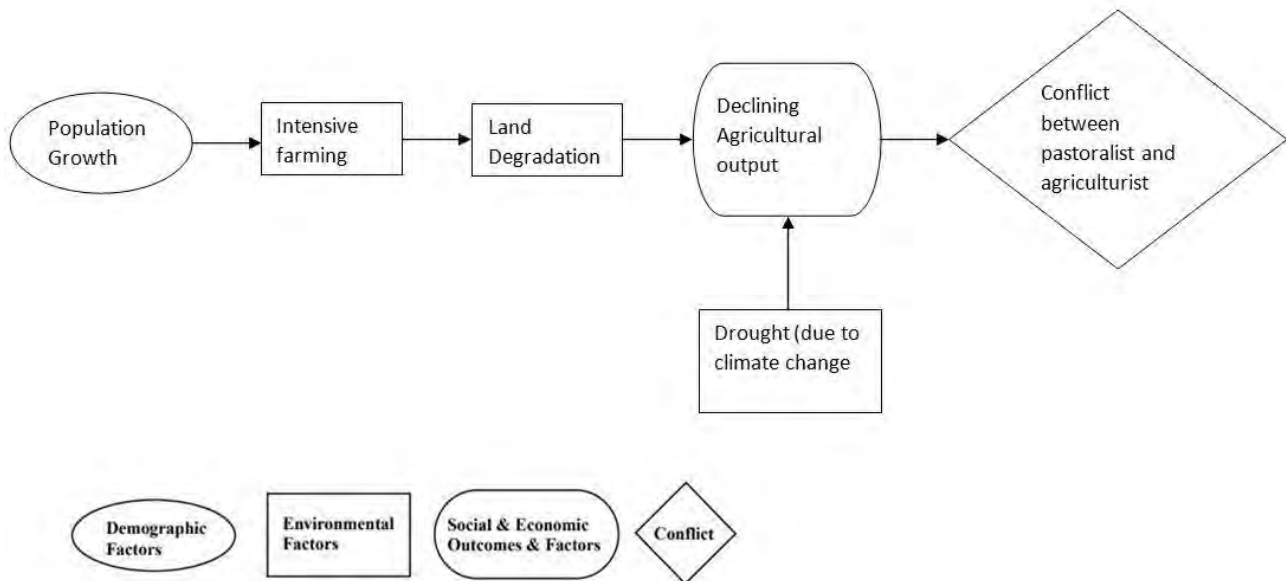 Population
Growth
Intensive
farming
Land
Degradation
Declining
Agricultural
output
Conflict
between
pastoralist and
agriculturist
Drought (due to
climate change
Demographic
Factors
Environmental
Factors
Social & Economic
Outcomes & Factors
Conflict